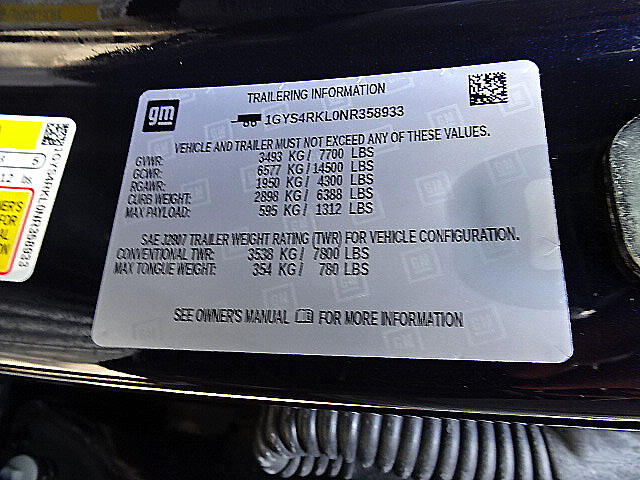 TRAILERING INFORMATION
gm
1GYS4RKL0NR358933
VEHICLE AND TRAILER MUST NOT EXCEED ANY OF THESE VALUES.
GVWR: 3493 KG / 7700 LBS
GCWR: 6577 KG / 14500 LBS
RGAWR: 1950 KG / 4300 LBS
CURB WEIGHT: 2898 KG / 6388 LBS
MAX PAYLOAD: 595 KG / 1312 LBS
SAE J2807 TRAILER WEIGHT RATING (TWR) FOR VEHICLE CONFIGURATION.
CONVENTIONAL TWR: 3538 KG / 7800 LBS
MAX TONGUE WEIGHT: 354 KG / 780 LBS
SEE OWNER'S MANUAL FOR MORE INFORMATION
1GYS4RKL0NR358933